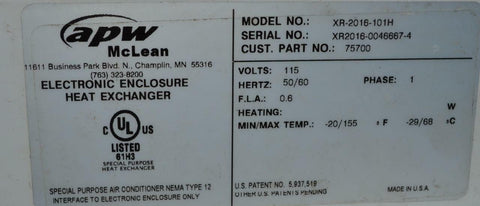 apw
McLean
11611 Business Park Blvd. N., Champlin, MN 55316
(763) 323-8200
ELECTRONIC ENCLOSURE
HEAT EXCHANGER
C UL US
LISTED
61H3
SPECIAL PURPOSE
HEAT EXCHANGER
SPECIAL PURPOSE AIR CONDITIONER NEMA TYPE 12
INTERFACE TO ELECTRONIC ENCLOSURE ONLY
MODEL NO.: XR-2016-101H
SERIAL NO.: XR2016-0046667-4
CUST. PART NO.: 75700
VOLTS: 115
HERTZ: 50/60 PHASE: 1
F.L.A.: 0.6
HEATING: W
MIN/MAX TEMP.: -20/155 ° F -29/68 °C
U.S. PATENT NO. 5,937,519
OTHER U.S. PATENTS PENDING MADE IN U.S.A.